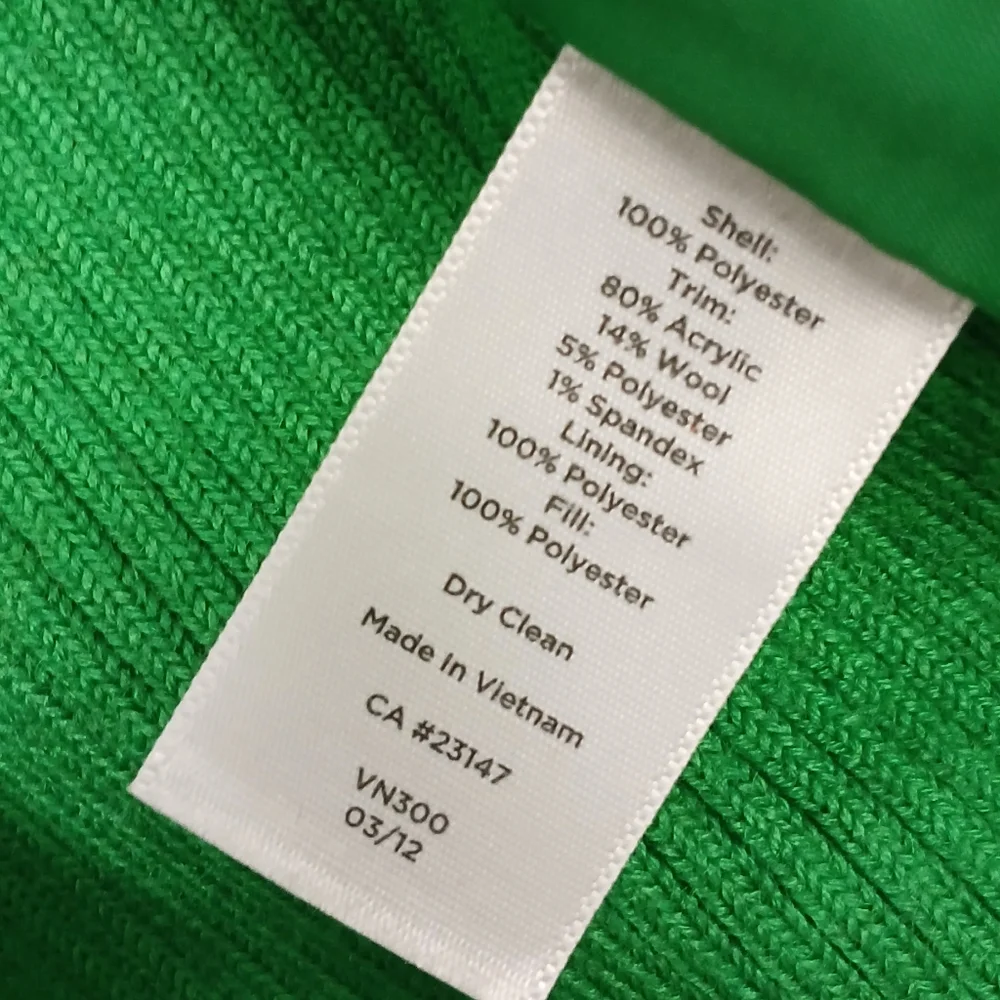 Shell:
100% Polyester
Trim:
80% Acrylic
14% Wool
5% Polyester
1% Spandex
Lining:
100% Polyester
Fill:
100% Polyester
Dry Clean
Made In Vietnam
CA #23147
VN300
03/12